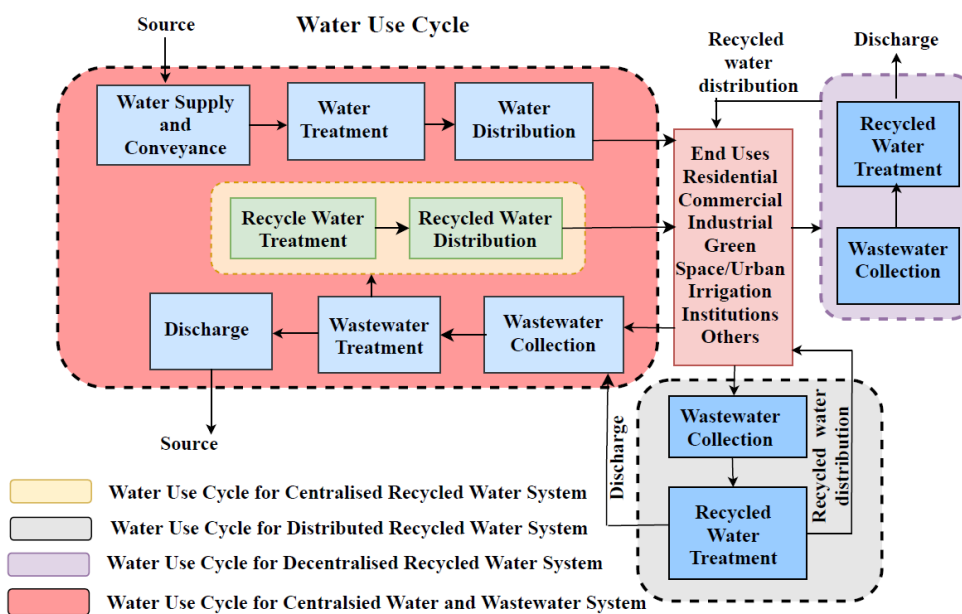 Water Use Cycle
Source
Water Supply
and
Conveyance
Water
Treatment
Water
Distribution
Recycle Water
Treatment
Recycled Water
Distribution
Discharge
Wastewater
Treatment
Wastewater
Collection
Source
Recycled
water
distribution
End Uses
Residential
Commercial
Industrial
Green
Space/Urban
Irrigation
Institutions
Others
Discharge
Recycled
Water
Treatment
Wastewater
Collection
Wastewater
Collection
Recycled
Water
Treatment
Discharge
Recycled water
distribution
Water Use Cycle for Centralised Recycled Water System
Water Use Cycle for Distributed Recycled Water System
Water Use Cycle for Decentralised Recycled Water System
Water Use Cycle for Centralsied Water and Wastewater System